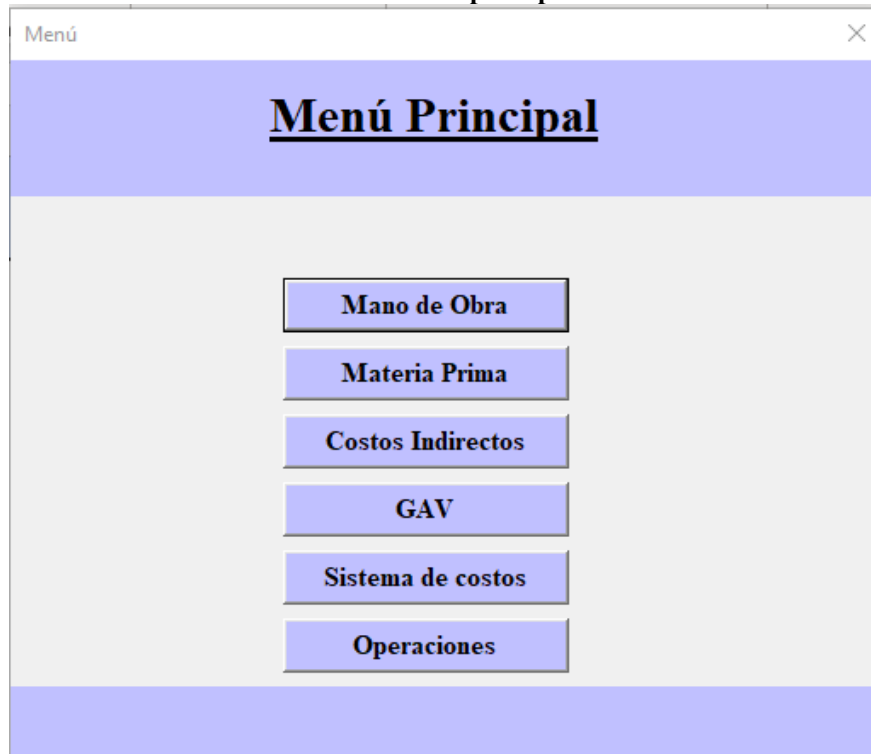 Menú
Menú Principal
Mano de Obra
Materia Prima
Costos Indirectos
GAV
Sistema de costos
Operaciones